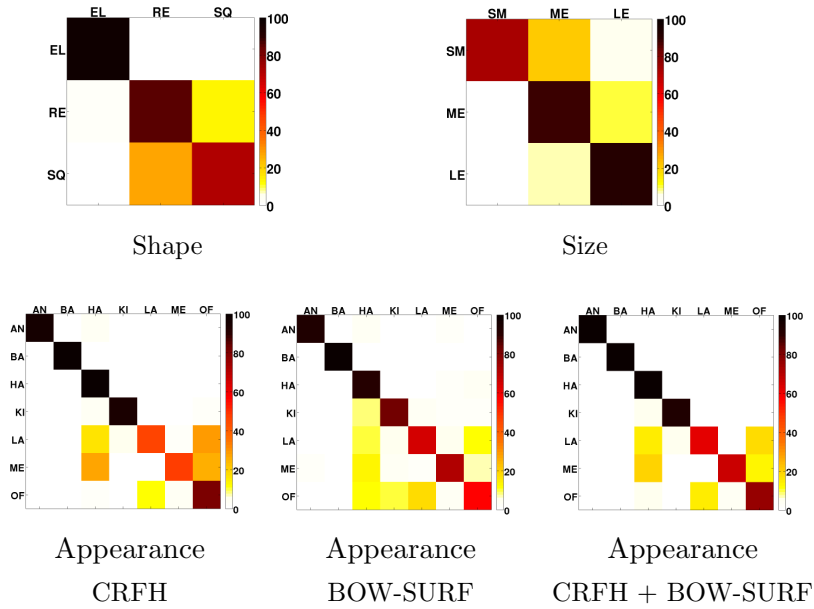 EL RE SQ
EL
RE
SQ
100
80
60
40
20
0
Shape
SM ME LE
SM
ME
LE
100
80
60
40
20
0
Size
AN BA HA KI LA ME OF
AN
BA
HA
KI
LA
ME
OF
100
80
60
40
20
0
Appearance
CRFH
AN BA HA KI LA ME OF
AN
BA
HA
KI
LA
ME
OF
100
80
60
40
20
0
Appearance
BOW-SURF
AN BA HA KI LA ME OF
AN
BA
HA
KI
LA
ME
OF
100
80
60
40
20
0
Appearance
CRFH + BOW-SURF